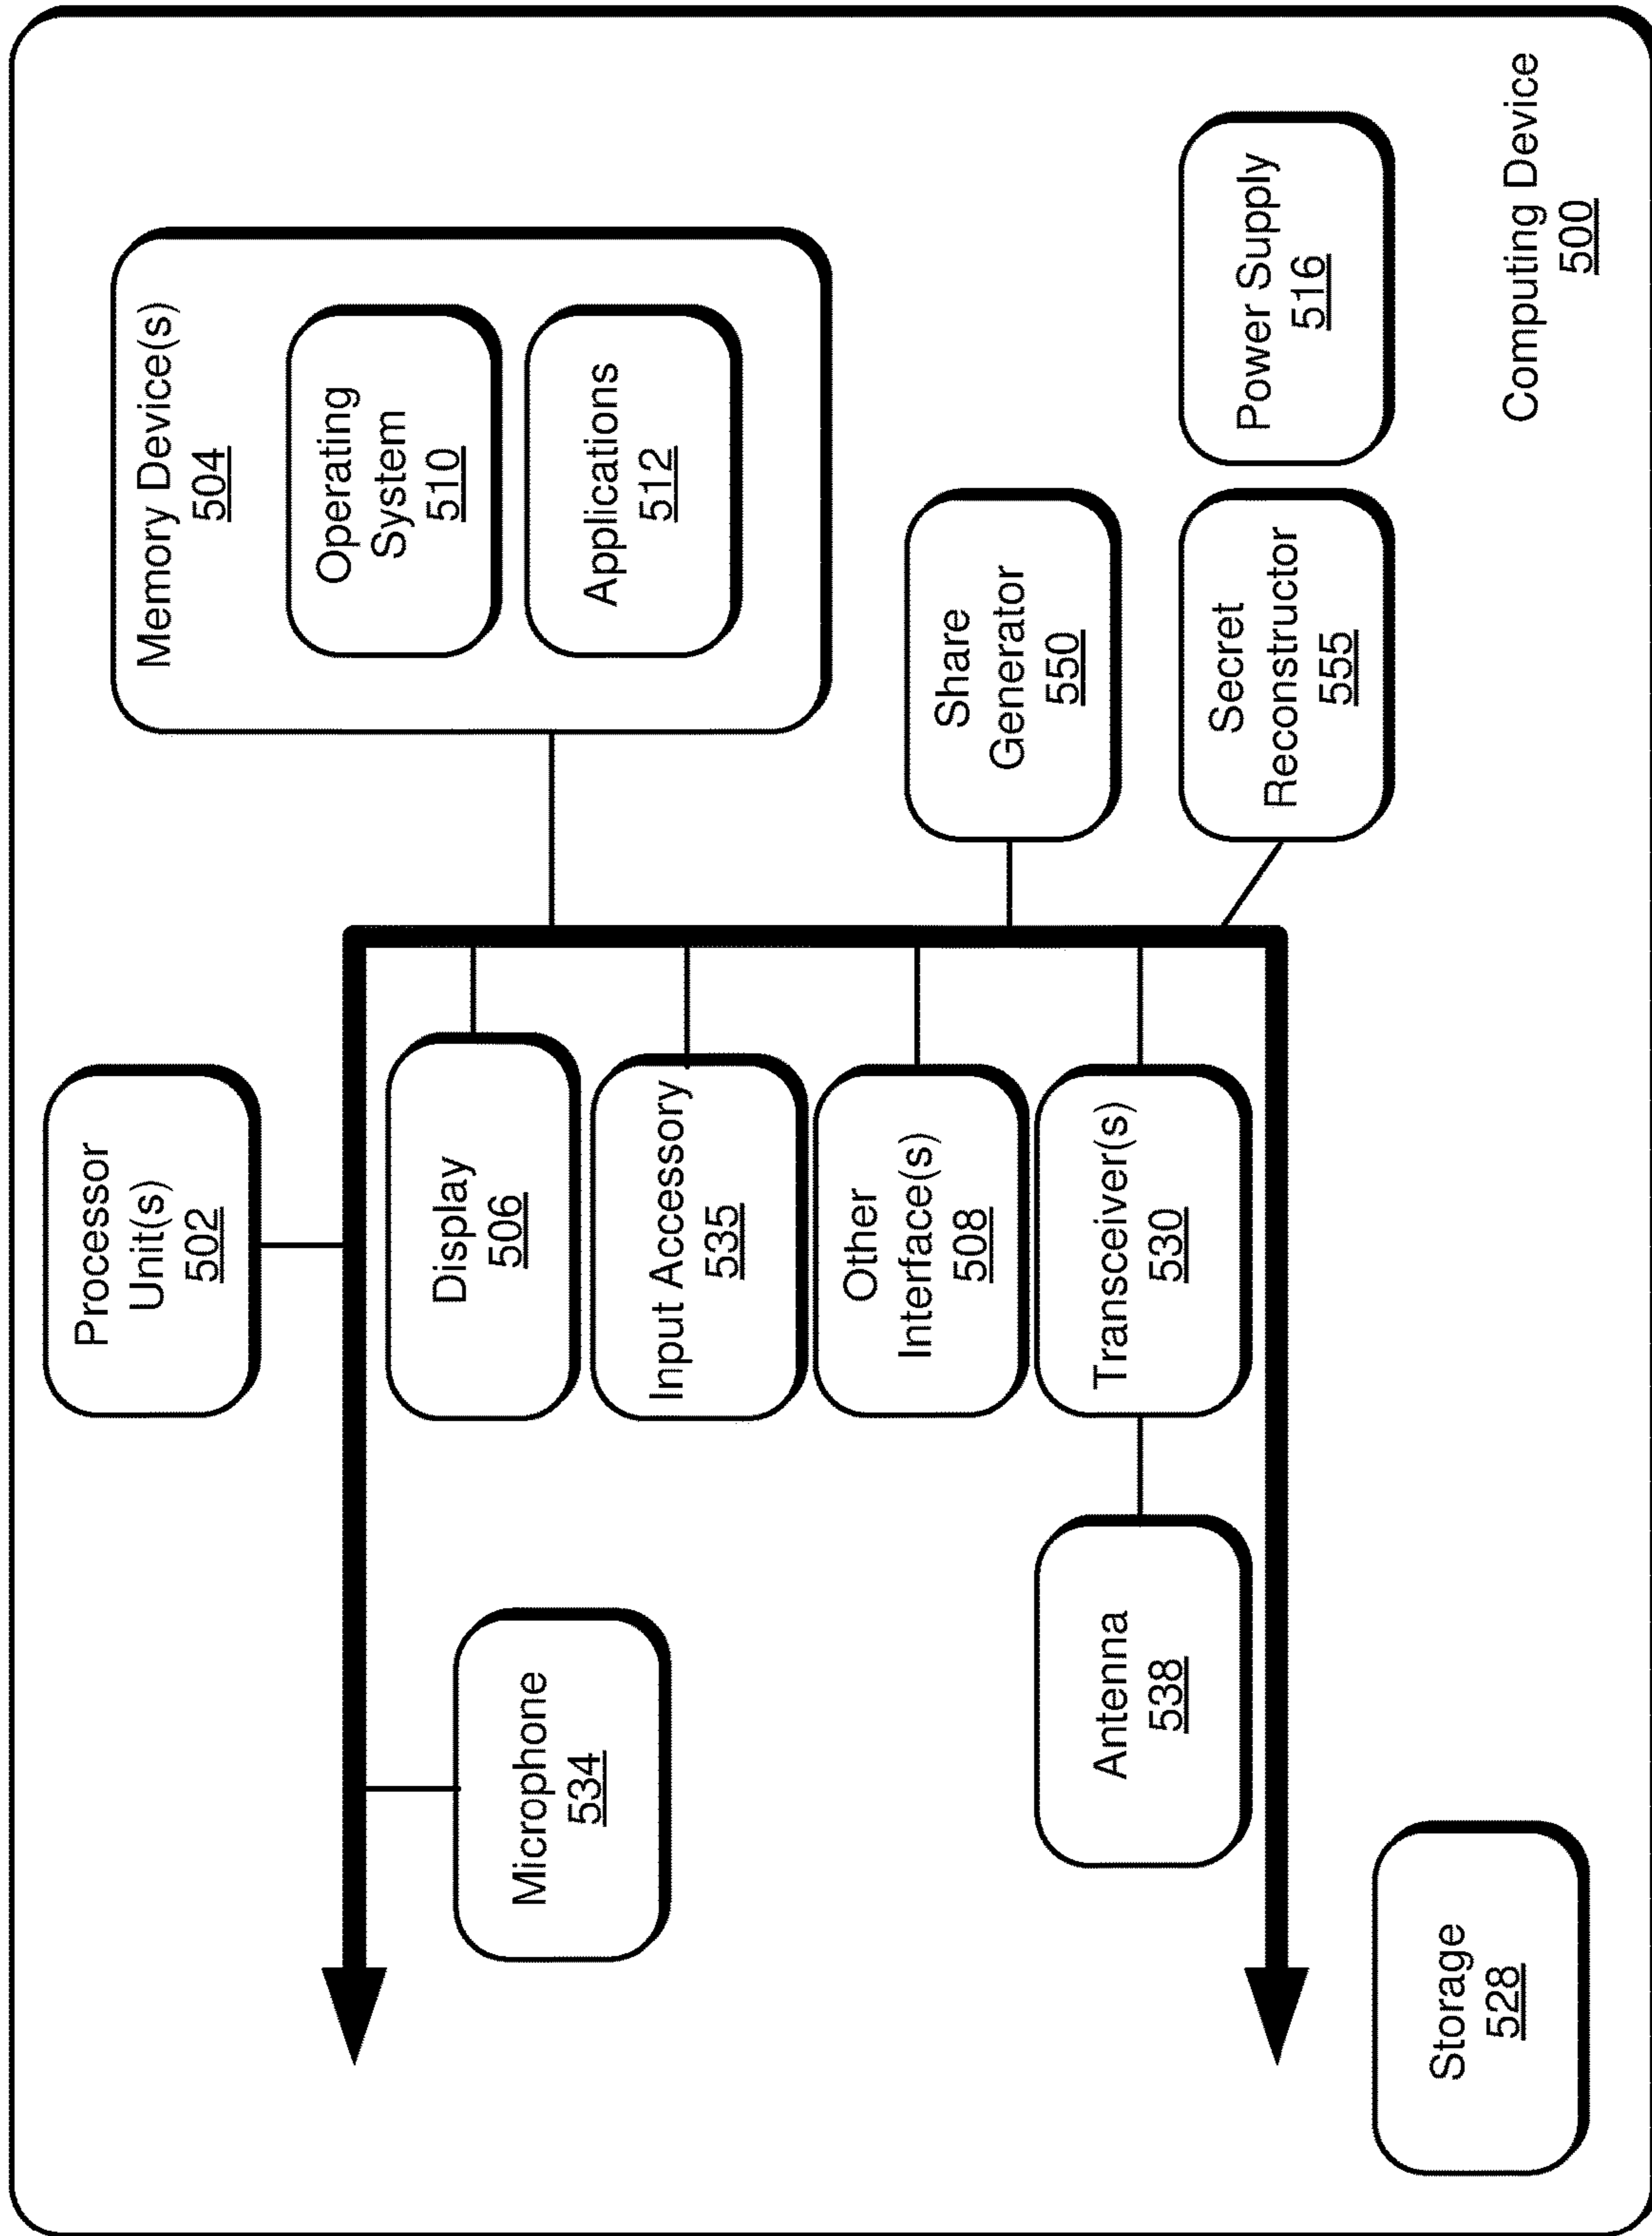 Processor
Unit(s)
502
Memory Device(s)
504
Operating
System
510
Applications
512
Display
506
Input Accessory
535
Other
Interface(s)
508
Transceiver(s)
530
Microphone
534
Antenna
538
Share
Generator
550
Secret
Reconstructor
555
Power Supply
516
Storage
528
Computing Device
500